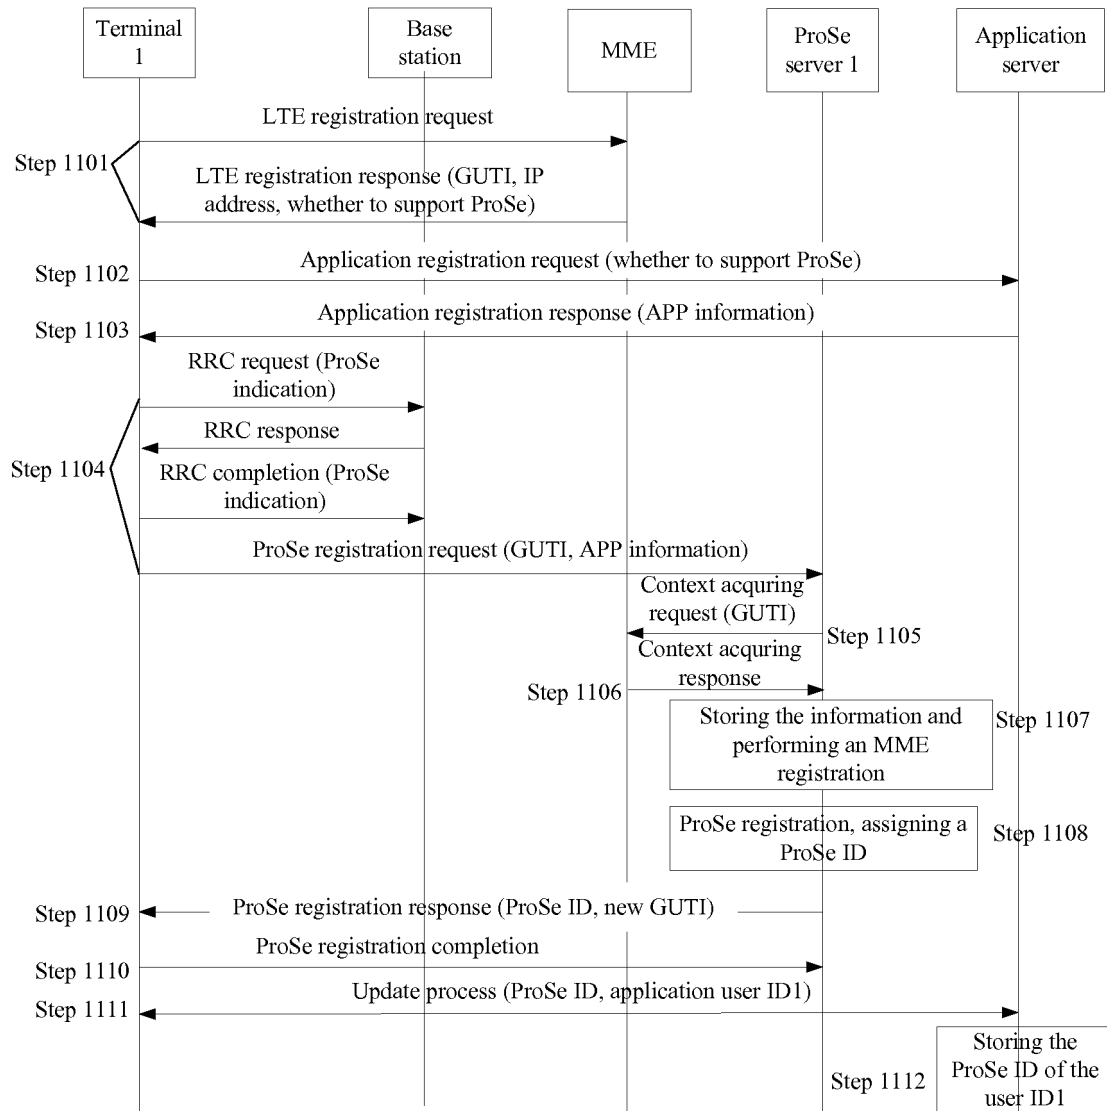 Terminal
1
Base
station
MME
ProSe
server 1
Application
server
LTE registration request
Step 1101
LTE registration response (GUTI, IP
address, whether to support ProSe)
Step 1102
Application registration request (whether to support ProSe)
Step 1103
Application registration response (APP information)
RRC request (ProSe
indication)
RRC response
Step 1104
RRC completion (ProSe
indication)
ProSe registration request (GUTI, APP information)
Context acquring
request (GUTI)
Step 1105
Context acquring
response
Step 1106
Storing the information and
performing an MME
registration
Step 1107
ProSe registration, assigning a
ProSe ID
Step 1108
Step 1109
ProSe registration response (ProSe ID, new GUTI)
ProSe registration completion
Step 1110
Update process (ProSe ID, application user ID1)
Step 1111
Storing the
ProSe ID of the
user ID1
Step 1112